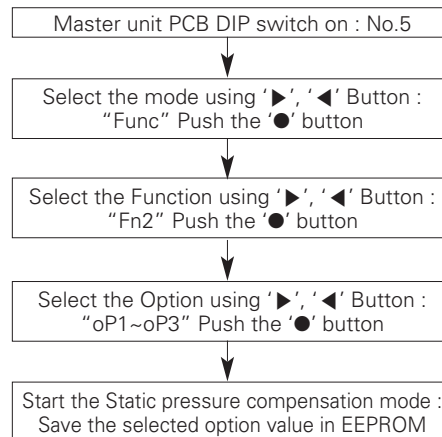 Master unit PCB DIP switch on : No.5
Select the mode using ‘▶’, ‘◀’ Button :
“Func” Push the ‘●’ button
Select the Function using ‘▶’, ‘◀’ Button :
“Fn2” Push the ‘●’ button
Select the Option using ‘▶’, ‘◀’ Button :
“oP1~oP3” Push the ‘●’ button
Start the Static pressure compensation mode :
Save the selected option value in EEPROM